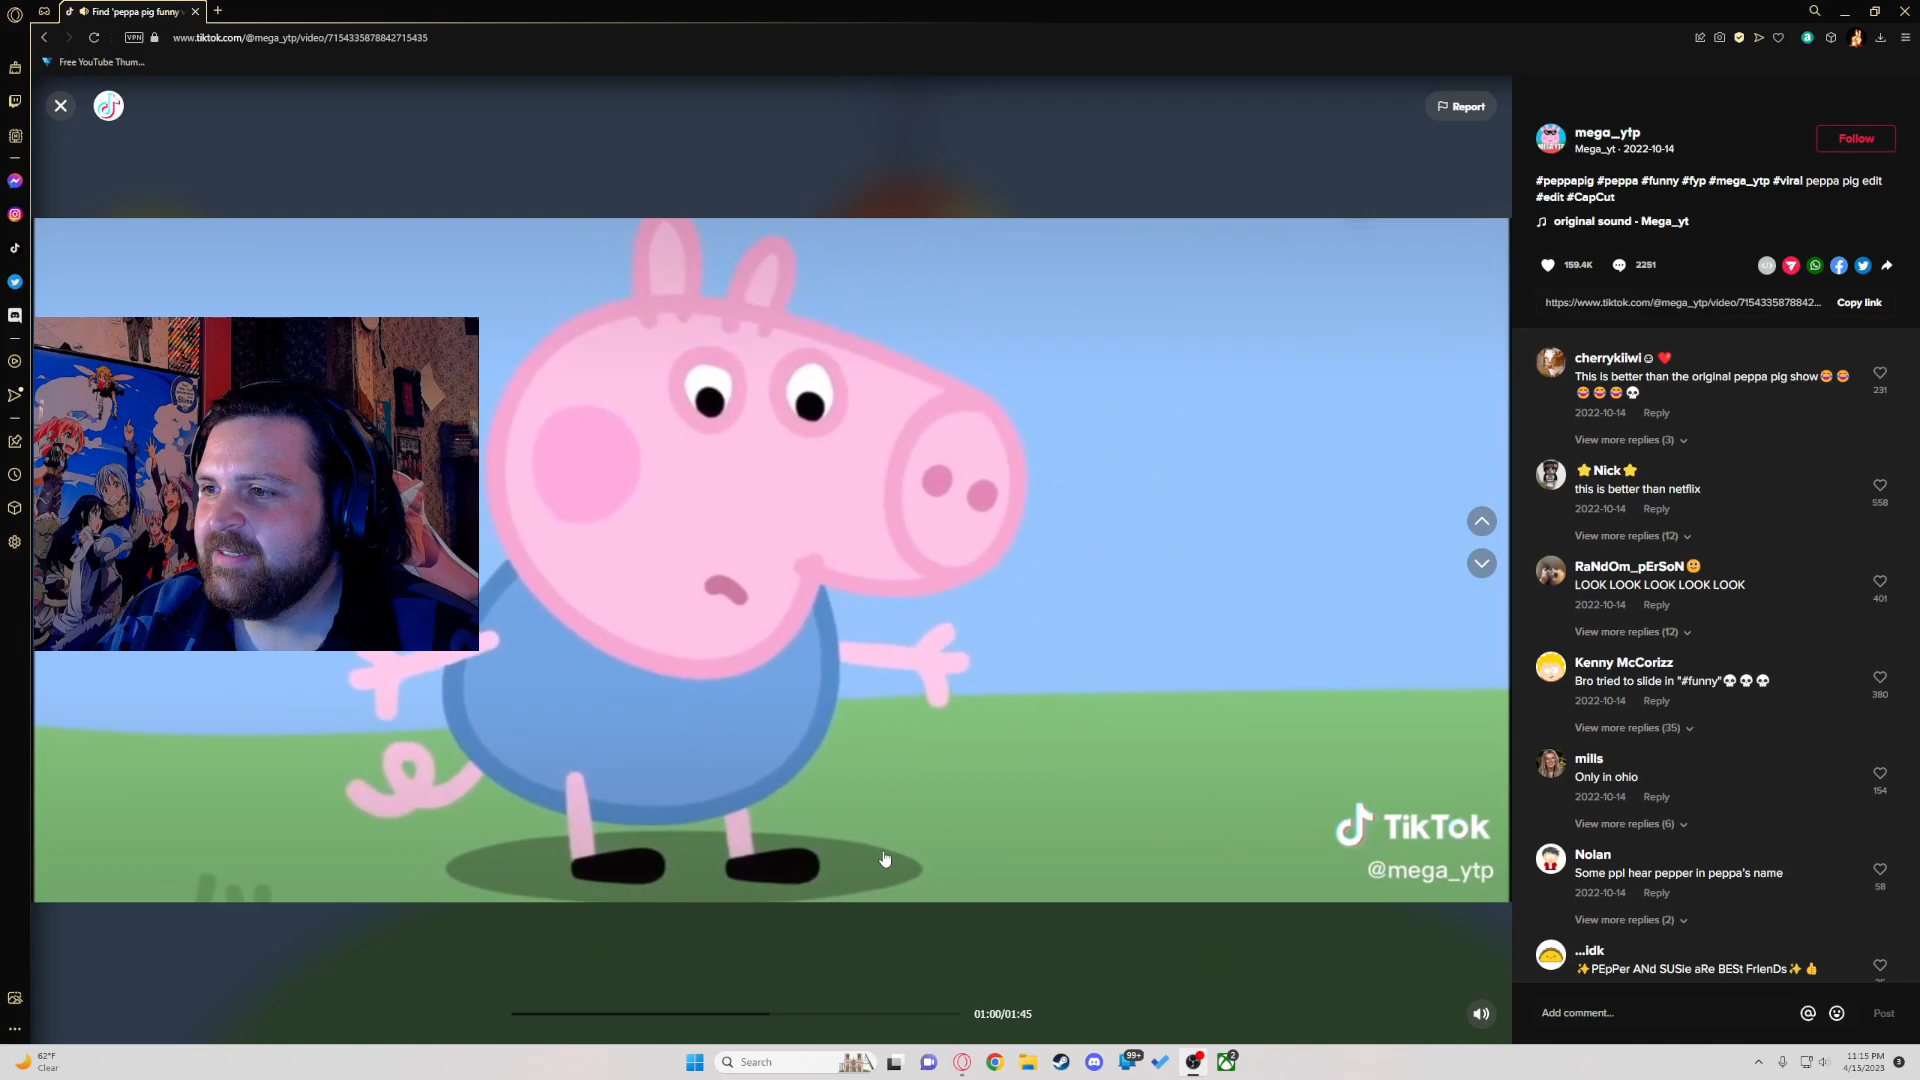 Find 'peppa pig funny
VPN
www.tiktok.com/@mega_ytp/video/7154335878842715435
Free YouTube Thum...
Report
mega_ytp
Mega_yt · 2022-10-14
Follow
#peppapig #peppa #funny #fyp #mega_ytp #viral peppa pig edit
#edit #CapCut
original sound - Mega_yt
159.4K
2251
https://www.tiktok.com/@mega_ytp/video/7154335878842...
Copy link
cherrykiiwi☺️❤️
This is better than the original peppa pig show😂😂
😂😂😂💀
231
2022-10-14 Reply
View more replies (3)
⭐Nick⭐
this is better than netflix
558
2022-10-14 Reply
View more replies (12)
RaNdOm_pErSoN
LOOK LOOK LOOK LOOK LOOK
401
2022-10-14 Reply
View more replies (12)
Kenny McCorizz
Bro tried to slide in "#funny"💀💀💀
380
2022-10-14 Reply
View more replies (35)
mills
Only in ohio
154
2022-10-14 Reply
View more replies (6)
Nolan
Some ppl hear pepper in peppa's name
58
2022-10-14 Reply
View more replies (2)
...idk
✨PEpPer ANd SUSie aRe BESt FrIenDs✨👍
TikTok
@mega_ytp
01:00/01:45
Add comment...
Post
62°F
Clear
Search
99+
2
11:15 PM
4/15/2023
3